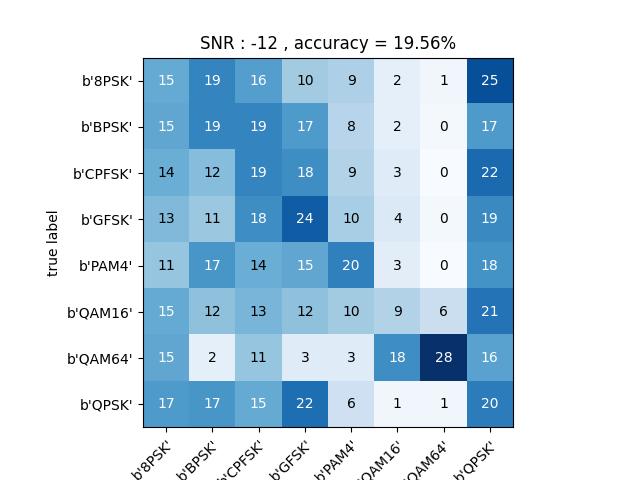 SNR : -12 , accuracy = 19.56%
b'8PSK' 15 19 16 10 9 2 1 25
b'BPSK' 15 19 19 17 8 2 0 17
b'CPFSK' 14 12 19 18 9 3 0 22
b'GFSK' 13 11 18 24 10 4 0 19
b'PAM4' 11 17 14 15 20 3 0 18
b'QAM16' 15 12 13 12 10 9 6 21
b'QAM64' 15 2 11 3 3 18 28 16
b'QPSK' 17 17 15 22 6 1 1 20
true label
b'8PSK' b'BPSK' 'CPFSK' b'GFSK' b'PAM4' 'QAM16' 'QAM64' b'QPSK'